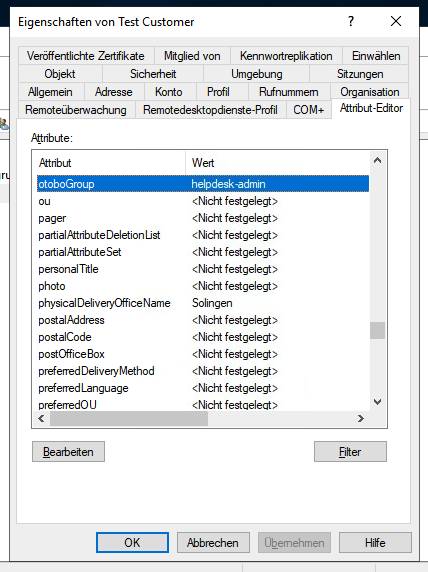 Eigenschaften von Test Customer
Veröffentlichte Zertifikate Mitglied von Kennwortreplikation Einwählen
Objekt Sicherheit Umgebung Sitzungen
Allgemein Adresse Konto Profil Rufnummern Organisation
Remoteüberwachung Remotedesktopdienste-Profil COM+ Attribut-Editor
Attribute:
Attribut Wert
otoboGroup helpdesk-admin
ou <Nicht festgelegt>
pager <Nicht festgelegt>
partialAttributeDeletionList <Nicht festgelegt>
partialAttributeSet <Nicht festgelegt>
personalTitle <Nicht festgelegt>
photo <Nicht festgelegt>
physicalDeliveryOfficeName Solingen
postalAddress <Nicht festgelegt>
postalCode <Nicht festgelegt>
postOfficeBox <Nicht festgelegt>
preferredDeliveryMethod <Nicht festgelegt>
preferredLanguage <Nicht festgelegt>
preferredOU <Nicht festgelegt>
Bearbeiten Filter
OK Abbrechen Übernehmen Hilfe